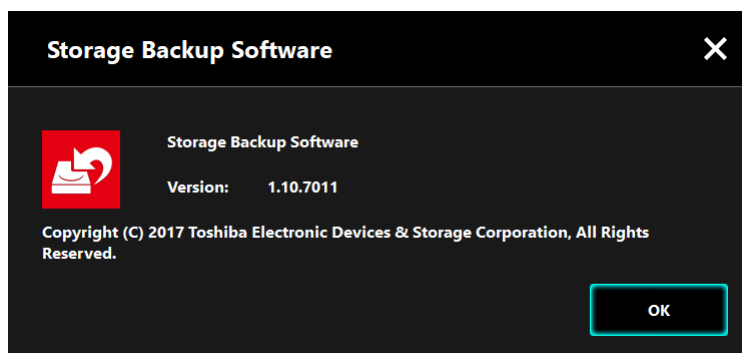 Storage Backup Software
Storage Backup Software
Version: 1.10.7011
Copyright (C) 2017 Toshiba Electronic Devices & Storage Corporation, All Rights
Reserved.
OK